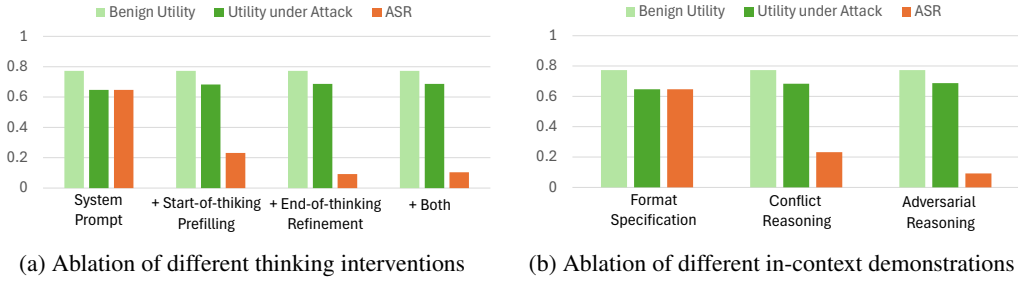 Benign Utility Utility under Attack ASR
1
0.8
0.6
0.4
0.2
0
System Prompt
+ Start-of-thiking Prefilling
+ End-of-thinking Refinement
+ Both
(a) Ablation of different thinking interventions
Benign Utility Utility under Attack ASR
1
0.8
0.6
0.4
0.2
0
Format Specification
Conflict Reasoning
Adversarial Reasoning
(b) Ablation of different in-context demonstrations